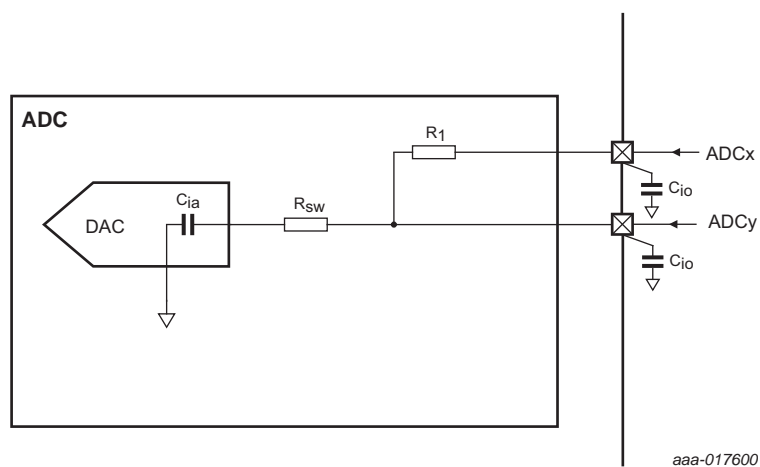 ADC
R1
ADCx
Cio
Cia
Rsw
DAC
ADCy
Cio
aaa-017600